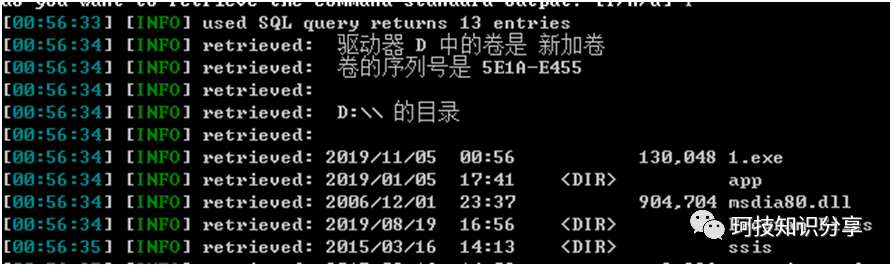 do you want to retrieve the command standard output?
[00:56:33] [INFO] used SQL query returns 13 entries
[00:56:34] [INFO] retrieved:  驱动器 D 中的卷是 新加卷
[00:56:34] [INFO] retrieved:  卷的序列号是 5E1A-E455
[00:56:34] [INFO] retrieved:
[00:56:34] [INFO] retrieved:  D:\\ 的目录
[00:56:34] [INFO] retrieved:
[00:56:34] [INFO] retrieved: 2019/11/05  00:56           130,048 1.exe
[00:56:34] [INFO] retrieved: 2019/01/05  17:41    <DIR>          app
[00:56:34] [INFO] retrieved: 2006/12/01  23:37           904,704 msdia80.dll
[00:56:34] [INFO] retrieved: 2019/08/19  16:56    <DIR>
[00:56:35] [INFO] retrieved: 2015/03/16  14:13    <DIR>          ssis
珂技知识分享